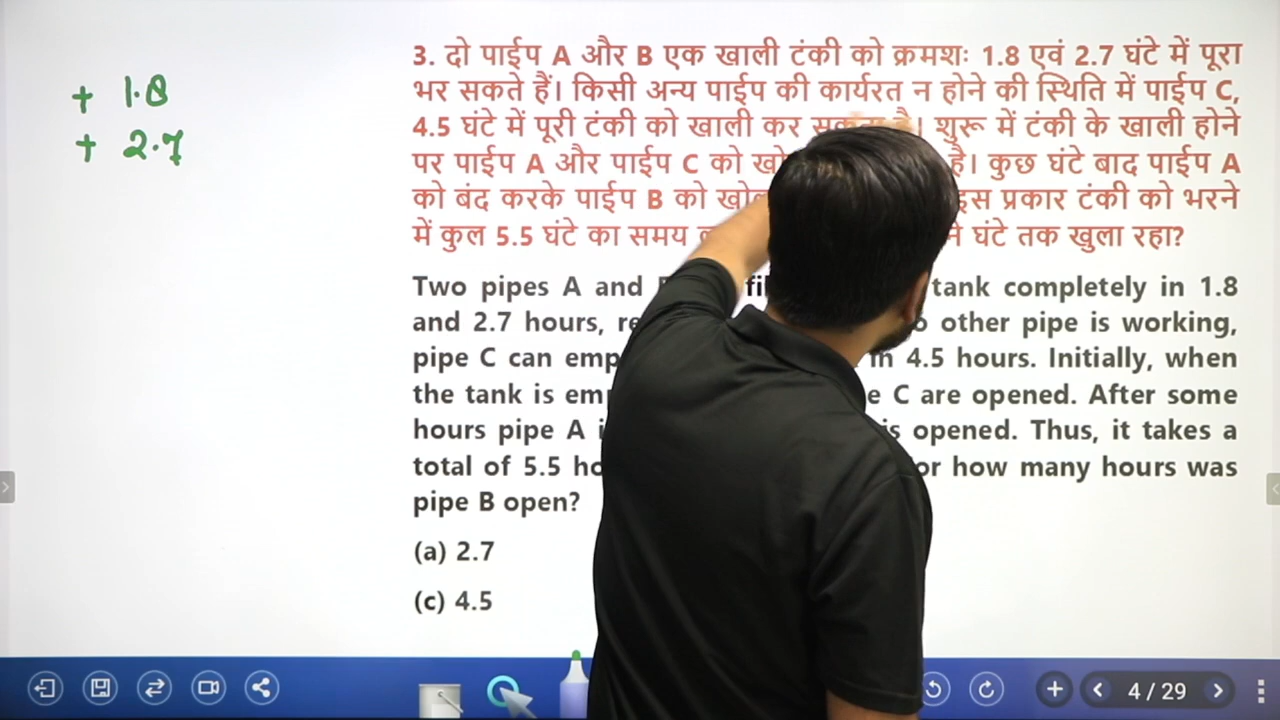 + 1.8
+ 2.7
3. दो पाईप A और B एक खाली टंकी को क्रमशः 1.8 एवं 2.7 घंटे में पूरा
भर सकते हैं। किसी अन्य पाईप की कार्यरत न होने की स्थिति में पाईप C,
4.5 घंटे में पूरी टंकी को खाली कर है। शुरू में टंकी के खाली होने
पर पाईप A और पाईप C को है। कुछ घंटे बाद पाईप A
को बंद करके पाईप B को इस प्रकार टंकी को भरने
में कुल 5.5 घंटे का समय घंटे तक खुला रहा?
Two pipes A and tank completely in 1.8
and 2.7 hours, other pipe is working,
pipe C can in 4.5 hours. Initially, when
the tank is C are opened. After some
hours pipe A is opened. Thus, it takes a
total of 5.5 how many hours was
pipe B open?
(a) 2.7
(c) 4.5
4 / 29